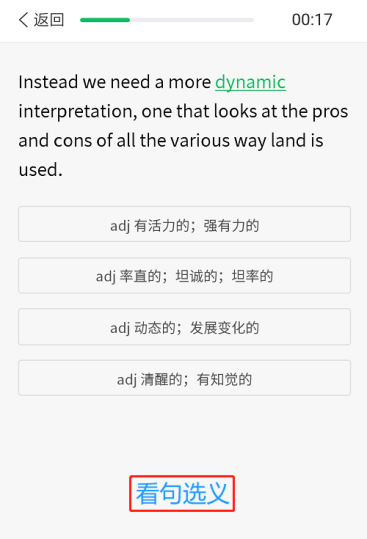 返回
00:17
Instead we need a more dynamic
interpretation, one that looks at the pros
and cons of all the various way land is
used.
adj 有活力的；强有力的
adj 率直的；坦诚的；坦率的
adj 动态的；发展变化的
adj 清醒的；有知觉的
看句选义